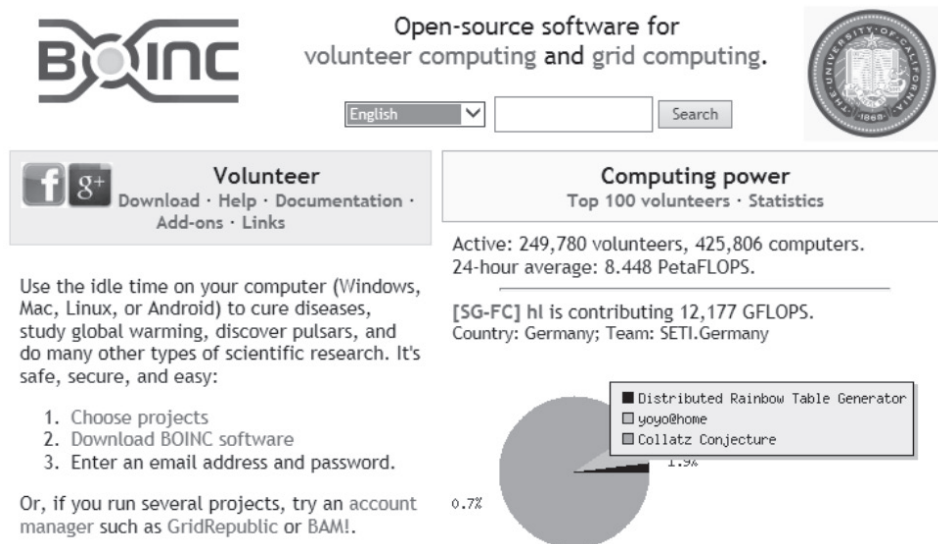 BOINC
Open-source software for
volunteer computing and grid computing.
English
Search
THE UNIVERSITY OF CALIFORNIA
1868
f g+
Volunteer
Download · Help · Documentation ·
Add-ons · Links
Use the idle time on your computer (Windows,
Mac, Linux, or Android) to cure diseases,
study global warming, discover pulsars, and
do many other types of scientific research. It's
safe, secure, and easy:
1. Choose projects
2. Download BOINC software
3. Enter an email address and password.
Or, if you run several projects, try an account
manager such as GridRepublic or BAM!.
Computing power
Top 100 volunteers · Statistics
Active: 249,780 volunteers, 425,806 computers.
24-hour average: 8.448 PetaFLOPS.
[SG-FC] hl is contributing 12,177 GFLOPS.
Country: Germany; Team: SETI.Germany
Distributed Rainbow Table Generator
yoyo@home
Collatz Conjecture
1.9%
0.7%